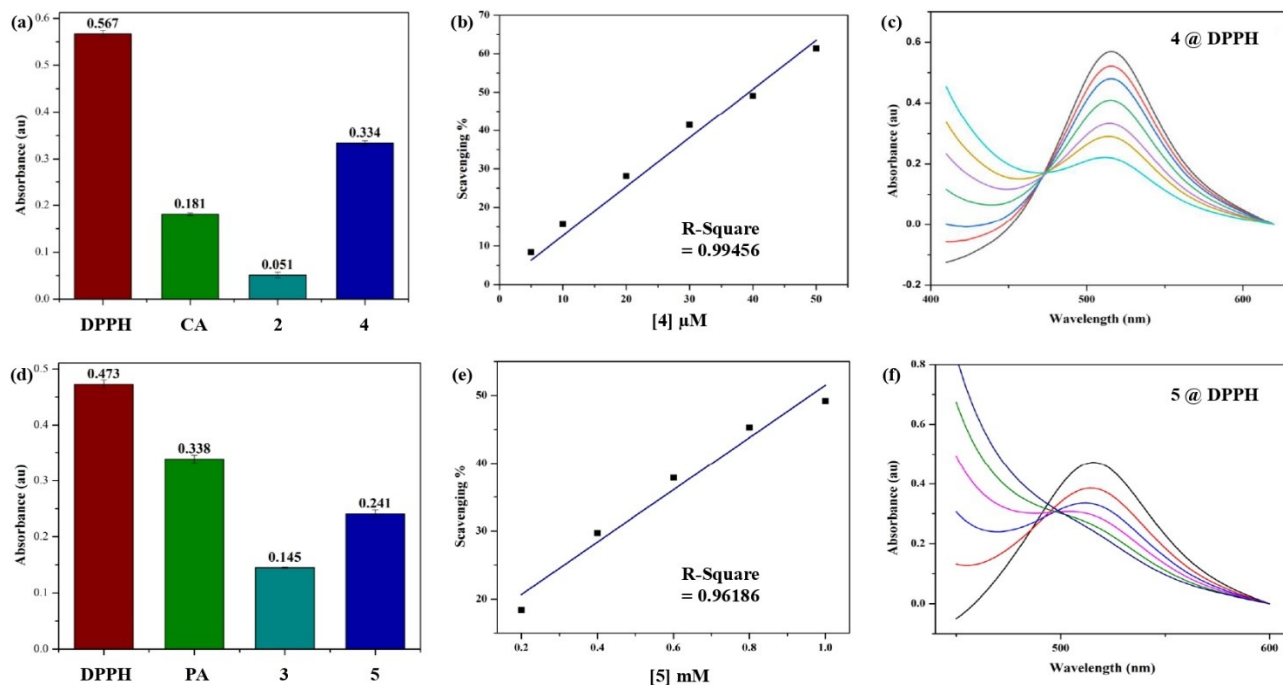 (a)
0.6
0.5
0.4
0.3
0.2
0.1
0.0
Absorbance (au)
0.567
0.181
0.051
0.334
DPPH CA 2 4
(b)
70
60
50
40
30
20
10
0
Scavenging %
R-Square
= 0.99456
0 5 10 15 20 25 30 35 40 45 50 55
[4] µM
(c)
4 @ DPPH
0.6
0.4
0.2
0.0
-0.2
Absorbance (au)
400 500 600
Wavelength (nm)
(d)
0.5
0.4
0.3
0.2
0.1
0.0
Absorbance (au)
0.473
0.338
0.145
0.241
DPPH PA 3 5
(e)
50
40
30
20
Scavenging %
R-Square
= 0.96186
0.2 0.4 0.6 0.8 1.0
[5] mM
(f)
5 @ DPPH
0.8
0.6
0.4
0.2
0.0
Absorbance (au)
500 600
Wavelength (nm)